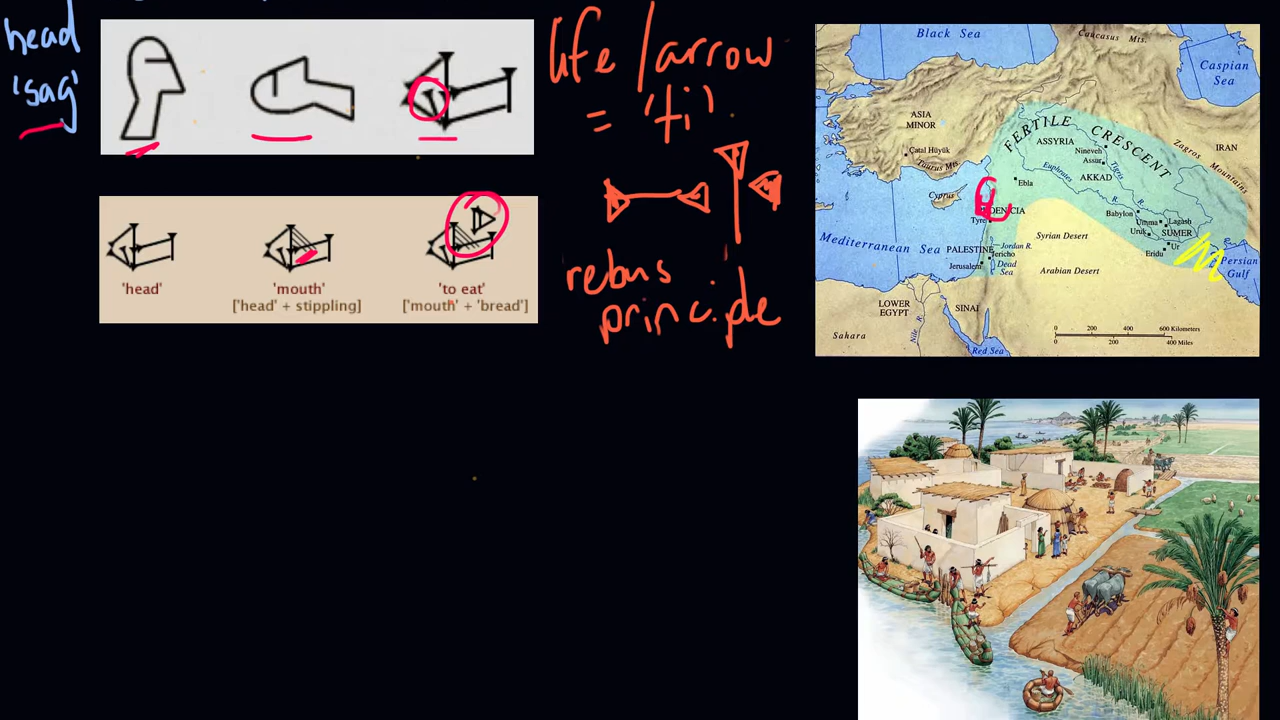 head
'sag'
'head'
'mouth'
['head' + stippling]
'to eat'
['mouth' + 'bread']
life / arrow
= 'ti'
rebus
principle
Black Sea
Caucasus Mts.
Caspian
Sea
ASIA
MINOR
Çatal Hüyük
Taurus Mts.
FERTILE CRESCENT
ASSYRIA
Nineveh
Assur
Tigris
R.
Zagros Mountains
IRAN
Cyprus
Ebla
Euphrates
R.
AKKAD
Tyre
Babylon
Umma
Lagash
Uruk
SUMER
Ur
Eridu
Syrian Desert
Mediterranean Sea
PALESTINE
Jordan R.
Jericho
Jerusalem
Dead
Sea
Arabian Desert
Persian
Gulf
LOWER
EGYPT
SINAI
Nile R.
Sahara
Red Sea
0 200 400 600 Kilometers
0 200 400 Miles